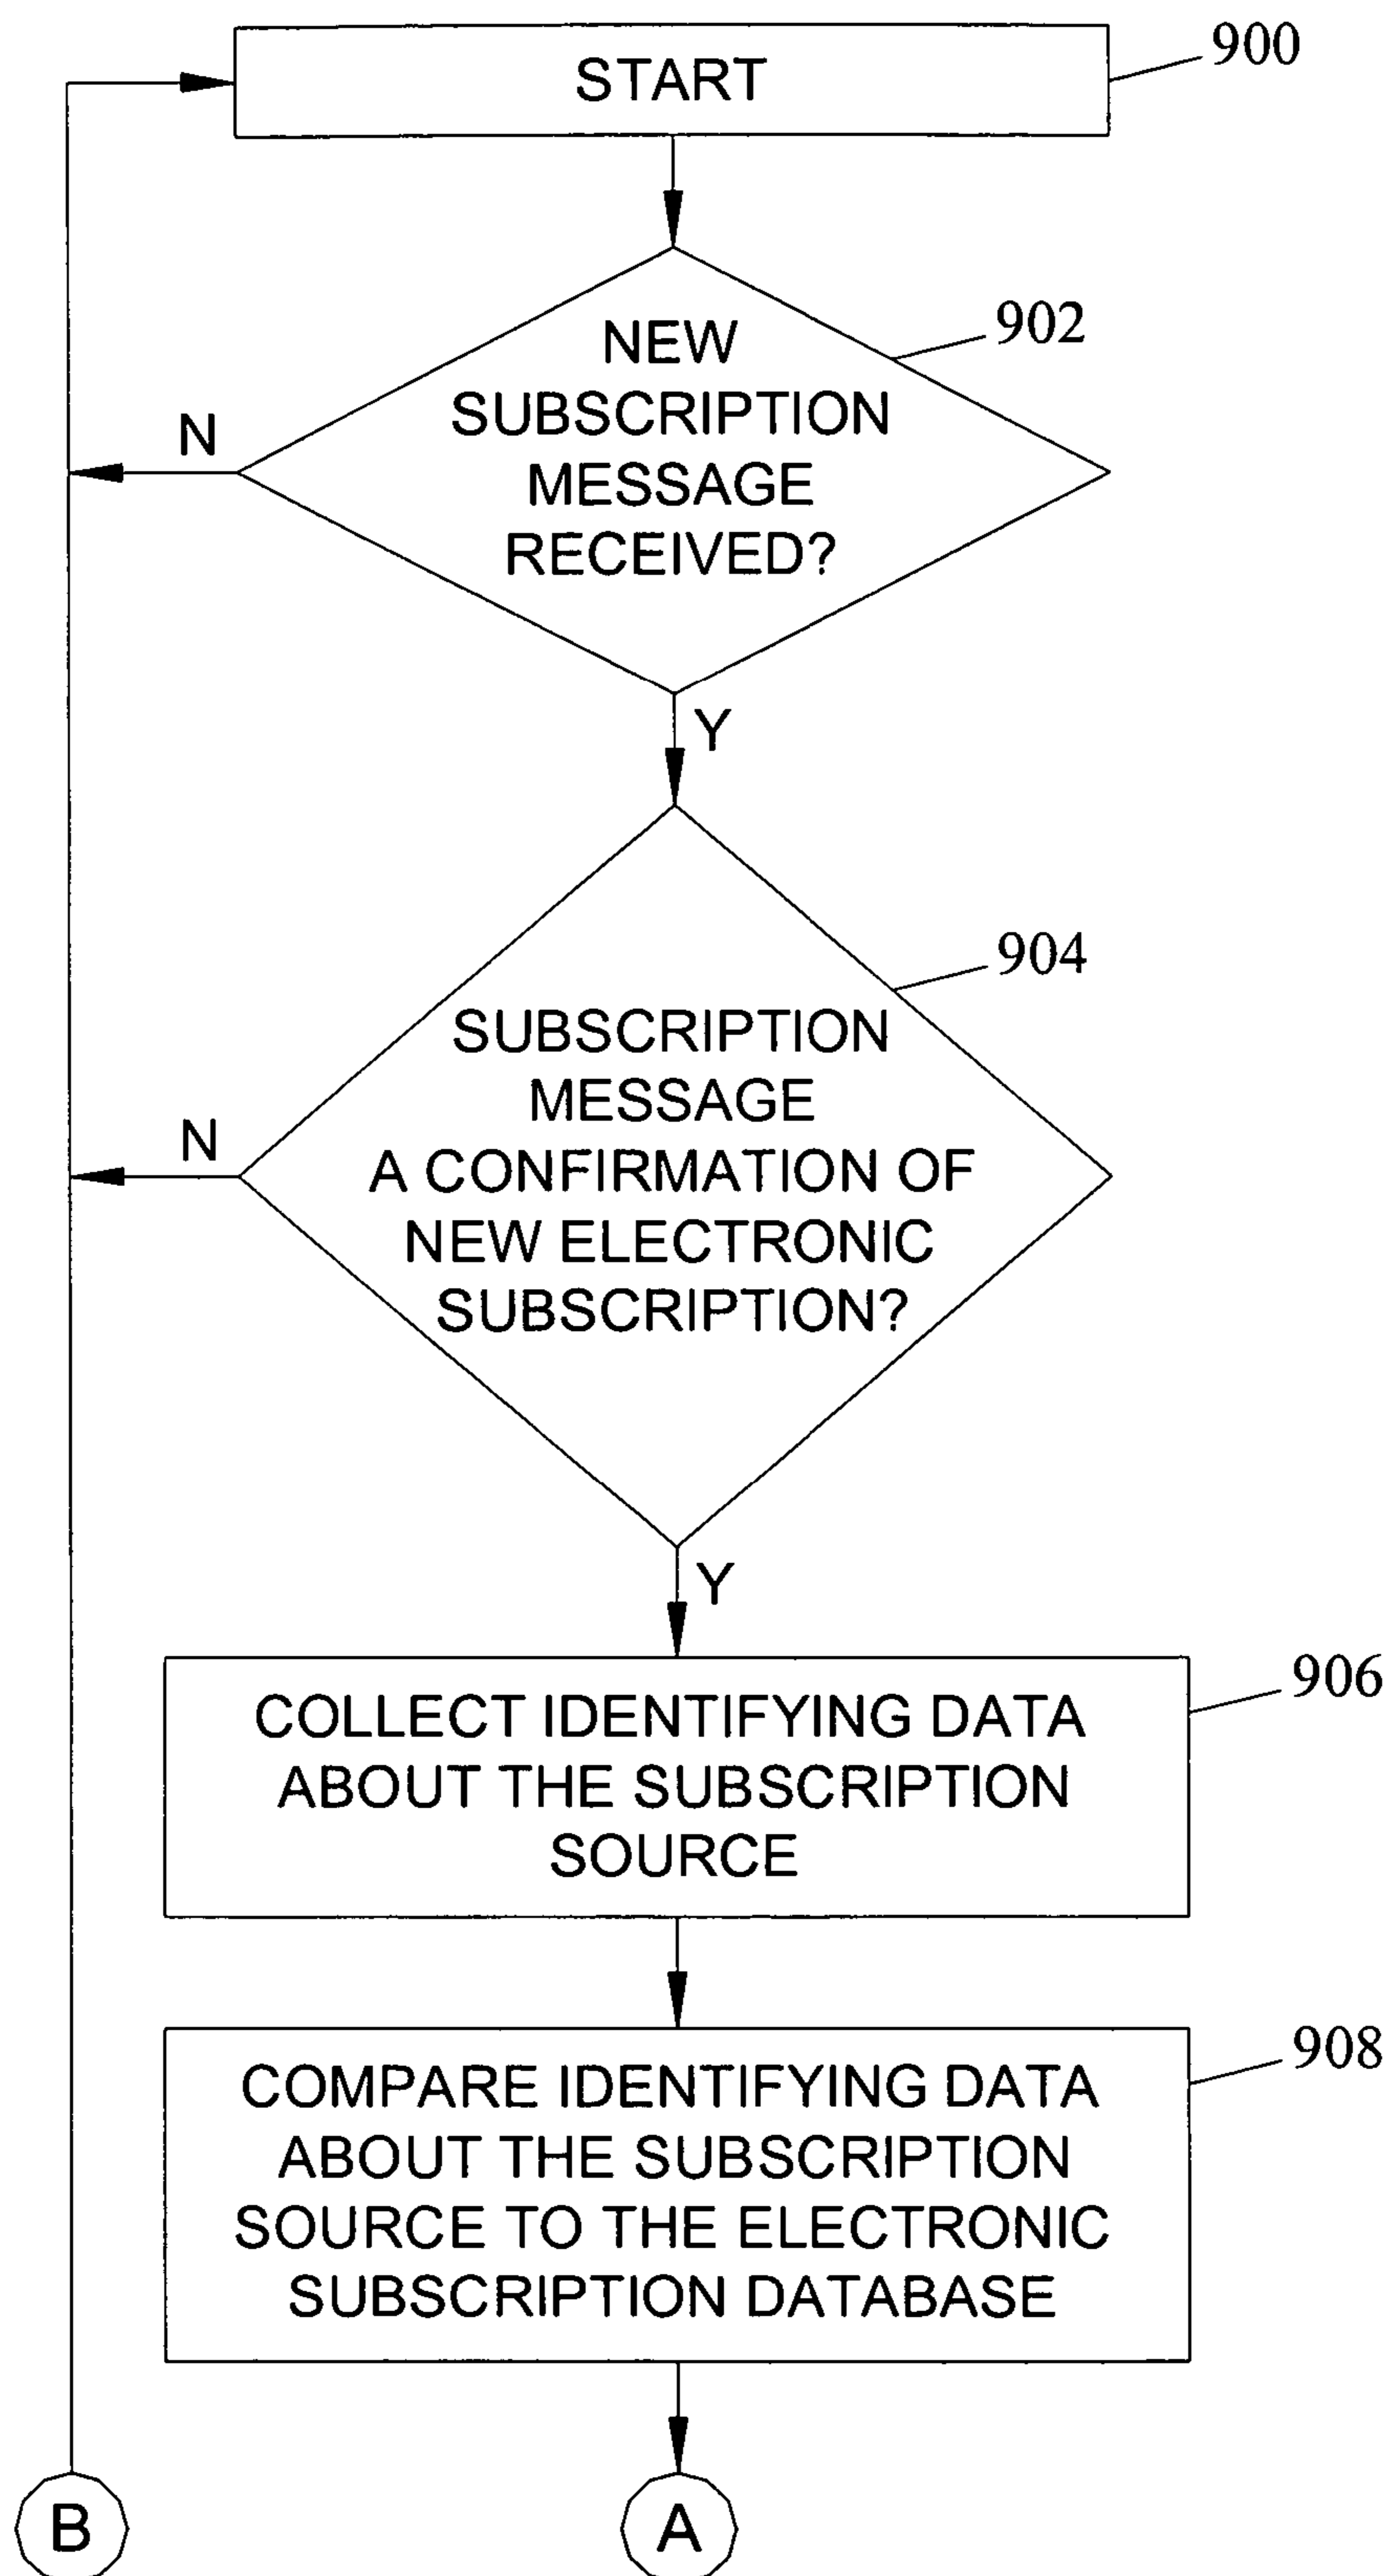 START
900
NEW
SUBSCRIPTION
MESSAGE
RECEIVED?
902
N
Y
SUBSCRIPTION
MESSAGE
A CONFIRMATION OF
NEW ELECTRONIC
SUBSCRIPTION?
904
N
Y
COLLECT IDENTIFYING DATA
ABOUT THE SUBSCRIPTION
SOURCE
906
COMPARE IDENTIFYING DATA
ABOUT THE SUBSCRIPTION
SOURCE TO THE ELECTRONIC
SUBSCRIPTION DATABASE
908
B
A